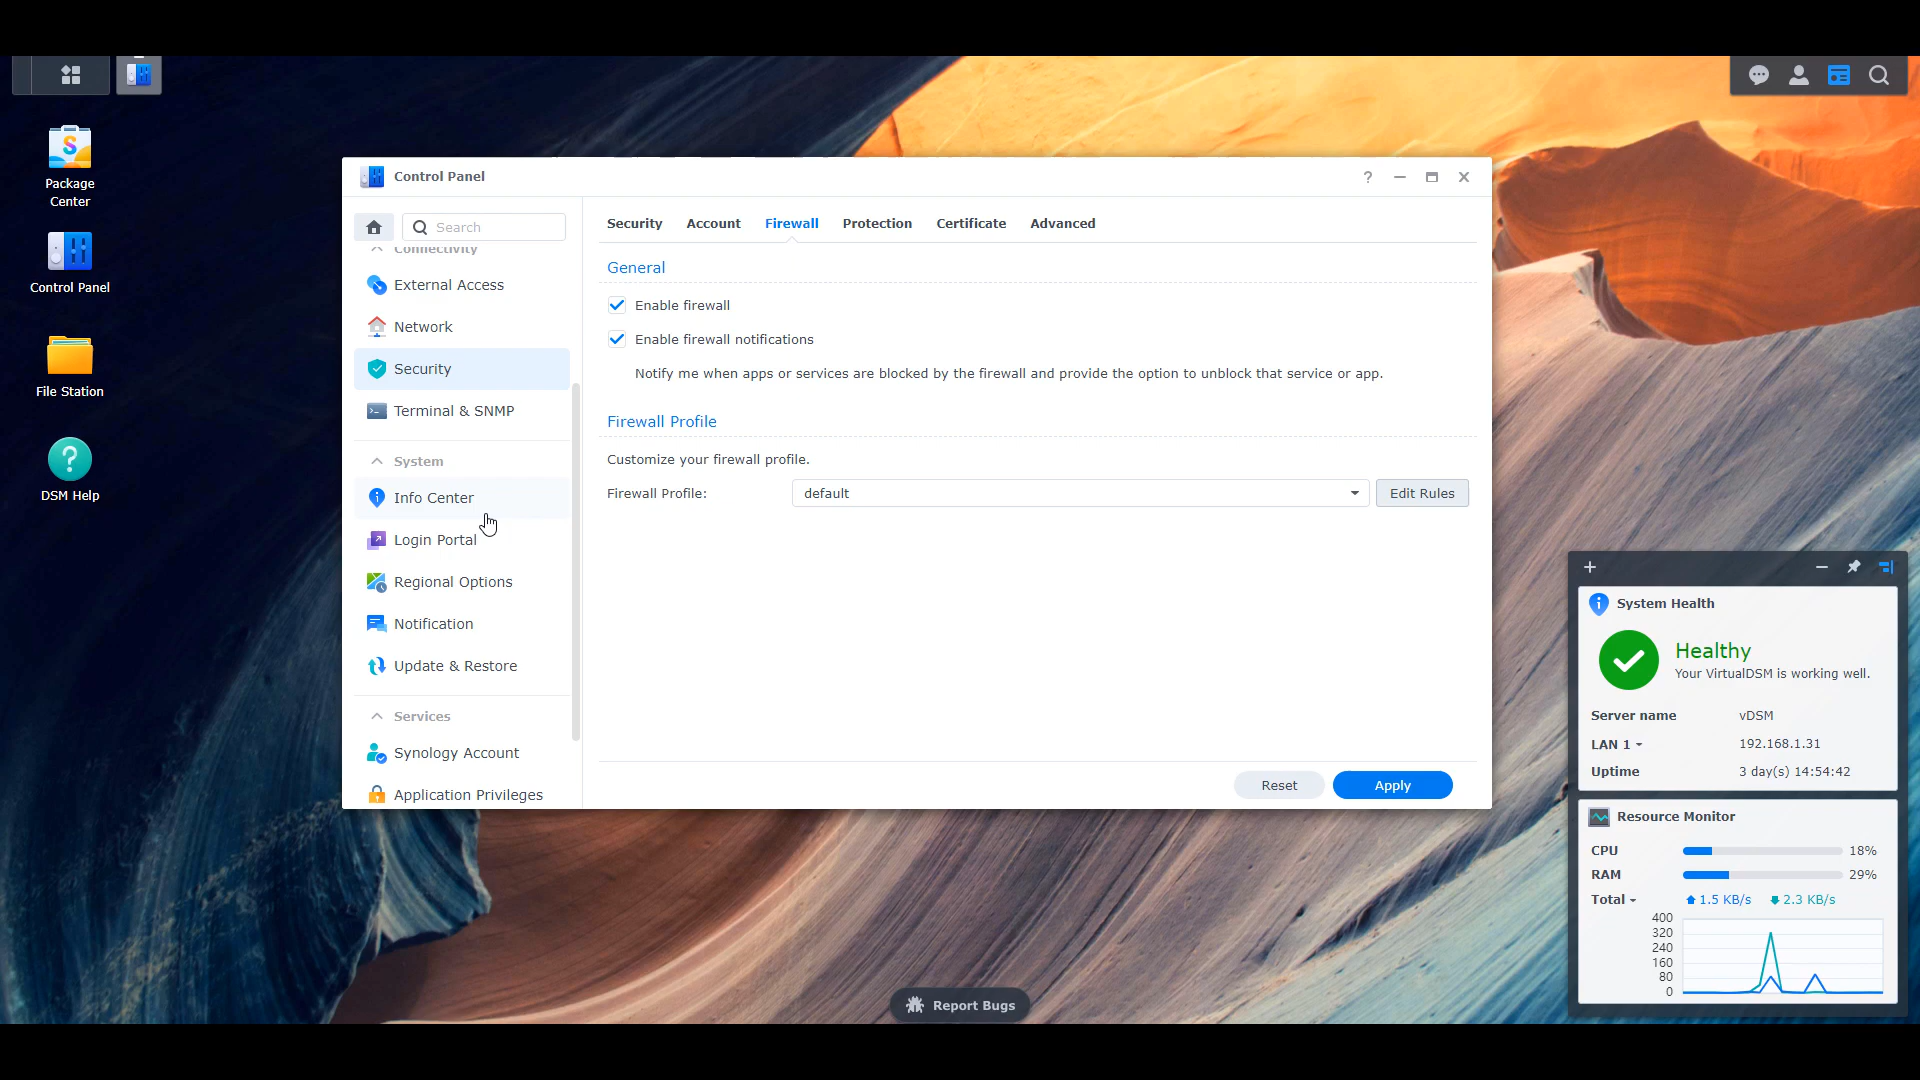 Package
Center
Control Panel
File Station
DSM Help
Control Panel
Search
Connectivity
External Access
Network
Security
Terminal & SNMP
System
Info Center
Login Portal
Regional Options
Notification
Update & Restore
Services
Synology Account
Application Privileges
Security Account Firewall Protection Certificate Advanced
General
Enable firewall
Enable firewall notifications
Notify me when apps or services are blocked by the firewall and provide the option to unblock that service or app.
Firewall Profile
Customize your firewall profile.
Firewall Profile: default Edit Rules
Reset Apply
System Health
Healthy
Your VirtualDSM is working well.
Server name vDSM
LAN 1 192.168.1.31
Uptime 3 day(s) 14:54:42
Resource Monitor
CPU 18%
RAM 29%
Total 1.5 KB/s 2.3 KB/s
400
320
240
160
80
0
Report Bugs